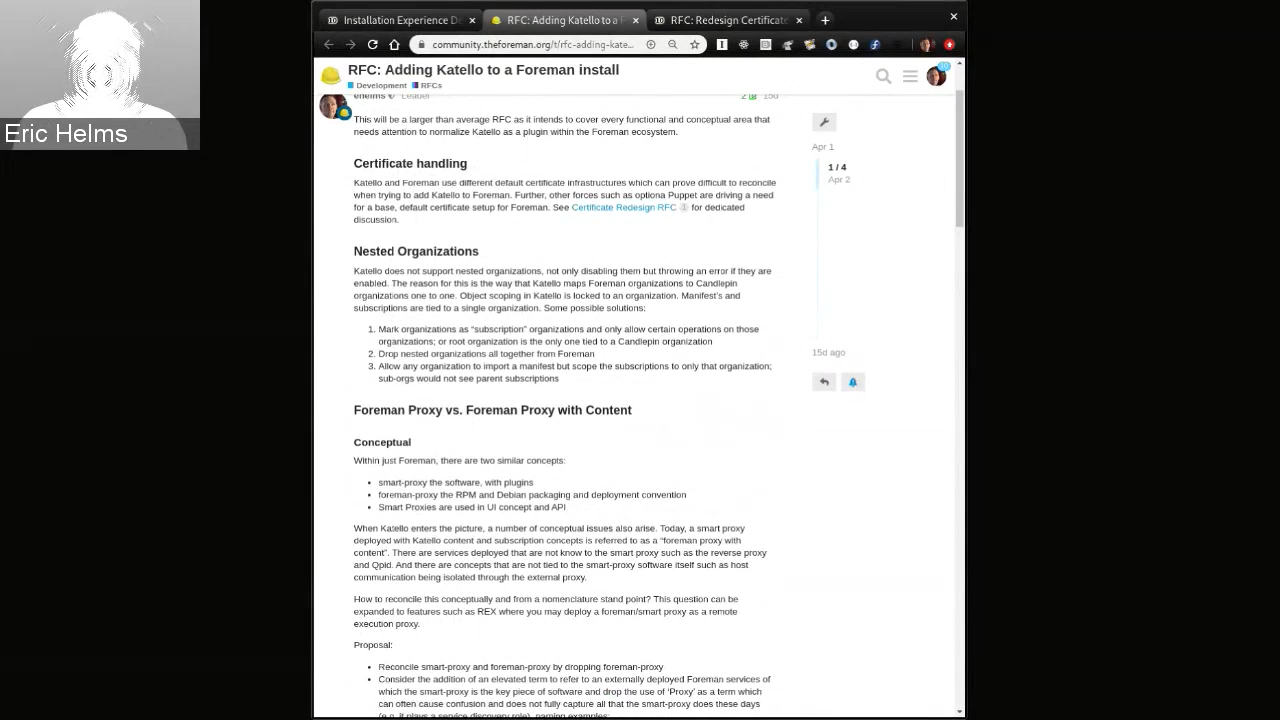 Eric Helms
Installation Experience De
RFC: Adding Katello to a F
RFC: Redesign Certificate
community.theforeman.org/t/rfc-adding-kate...
RFC: Adding Katello to a Foreman install
Development RFCs
ehelms Leader 2 15d
This will be a larger than average RFC as it intends to cover every functional and conceptual area that
needs attention to normalize Katello as a plugin within the Foreman ecosystem.
Certificate handling
Katello and Foreman use different default certificate infrastructures which can prove difficult to reconcile
when trying to add Katello to Foreman. Further, other forces such as optiona Puppet are driving a need
for a base, default certificate setup for Foreman. See Certificate Redesign RFC 1 for dedicated
discussion.
Nested Organizations
Katello does not support nested organizations, not only disabling them but throwing an error if they are
enabled. The reason for this is the way that Katello maps Foreman organizations to Candlepin
organizations one to one. Object scoping in Katello is locked to an organization. Manifest's and
subscriptions are tied to a single organization. Some possible solutions:
1. Mark organizations as “subscription” organizations and only allow certain operations on those
organizations; or root organization is the only one tied to a Candlepin organization
2. Drop nested organizations all together from Foreman
3. Allow any organization to import a manifest but scope the subscriptions to only that organization;
sub-orgs would not see parent subscriptions
Foreman Proxy vs. Foreman Proxy with Content
Conceptual
Within just Foreman, there are two similar concepts:
• smart-proxy the software, with plugins
• foreman-proxy the RPM and Debian packaging and deployment convention
• Smart Proxies are used in UI concept and API
When Katello enters the picture, a number of conceptual issues also arise. Today, a smart proxy
deployed with Katello content and subscription concepts is referred to as a “foreman proxy with
content”. There are services deployed that are not know to the smart proxy such as the reverse proxy
and Qpid. And there are concepts that are not tied to the smart-proxy software itself such as host
communication being isolated through the external proxy.
How to reconcile this conceptually and from a nomenclature stand point? This question can be
expanded to features such as REX where you may deploy a foreman/smart proxy as a remote
execution proxy.
Proposal:
• Reconcile smart-proxy and foreman-proxy by dropping foreman-proxy
• Consider the addition of an elevated term to refer to an externally deployed Foreman services of
which the smart-proxy is the key piece of software and drop the use of ‘Proxy’ as a term which
can often cause confusion and does not fully capture all that the smart-proxy does these days
(e.g. it plays a service discovery role), naming examples:
Apr 1
1 / 4
Apr 2
15d ago